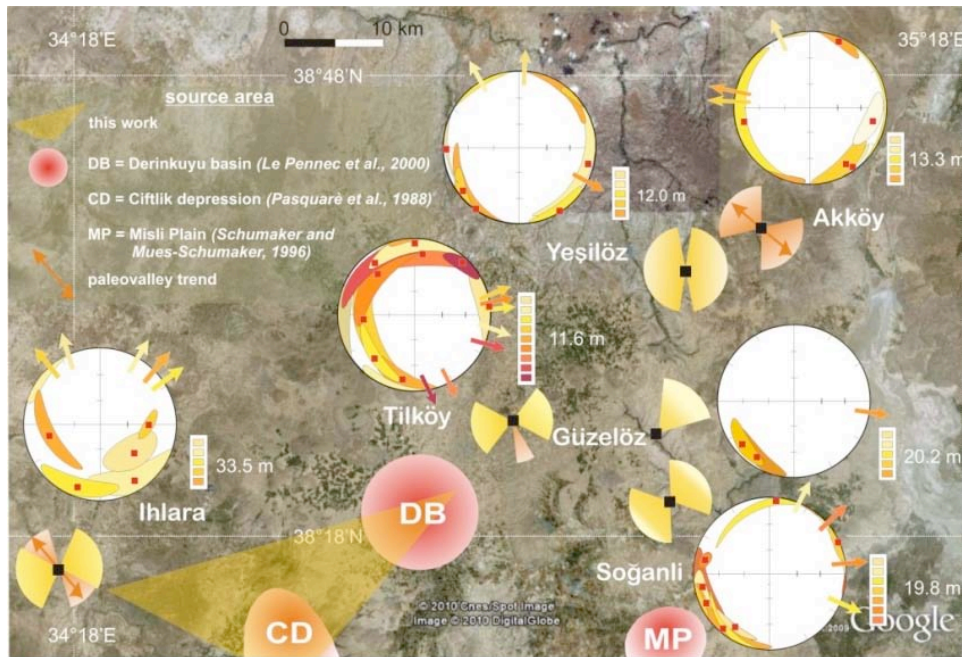 34°18'E
0 10 km
35°18'E
38°48'N
source area
this work
DB = Derinkuyu basin (Le Pennec et al., 2000)
CD = Ciftlik depression (Pasquarè et al., 1988)
MP = Misli Plain (Schumaker and
Mues-Schumaker, 1996)
paleovalley trend
12.0 m
13.3 m
Yeşilöz
Akköy
11.6 m
Tilköy
Güzelöz
20.2 m
33.5 m
Ihlara
DB
38°18'N
Soğanli
19.8 m
© 2010 Cnes/Spot Image
Image © 2010 DigitalGlobe
2009 Google
34°18'E
CD
MP